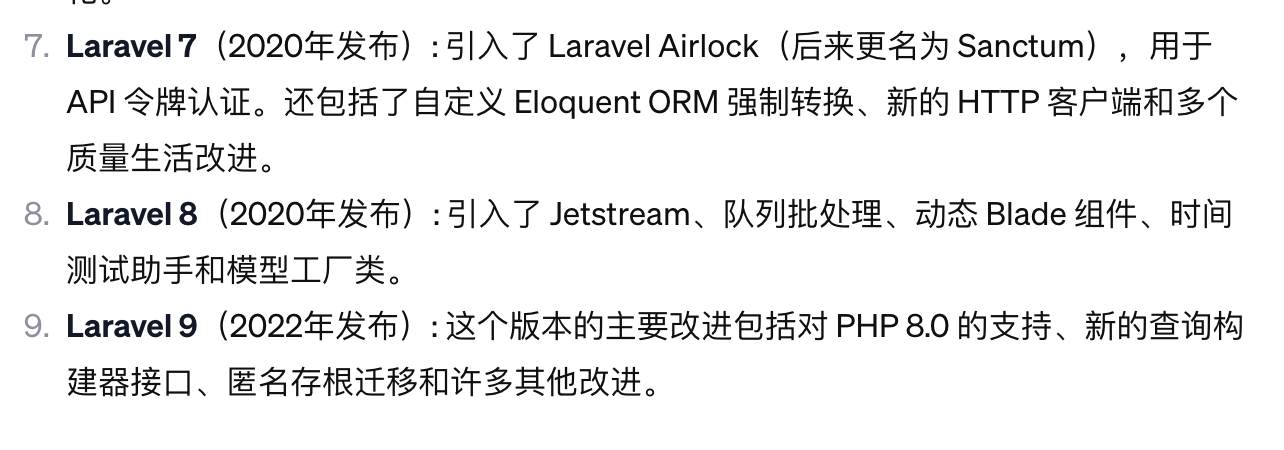 7. Laravel 7（2020年发布）: 引入了 Laravel Airlock（后来更名为 Sanctum），用于
API 令牌认证。还包括了自定义 Eloquent ORM 强制转换、新的 HTTP 客户端和多个
质量生活改进。
8. Laravel 8（2020年发布）: 引入了 Jetstream、队列批处理、动态 Blade 组件、时间
测试助手和模型工厂类。
9. Laravel 9（2022年发布）: 这个版本的主要改进包括对 PHP 8.0 的支持、新的查询构
建器接口、匿名存根迁移和许多其他改进。